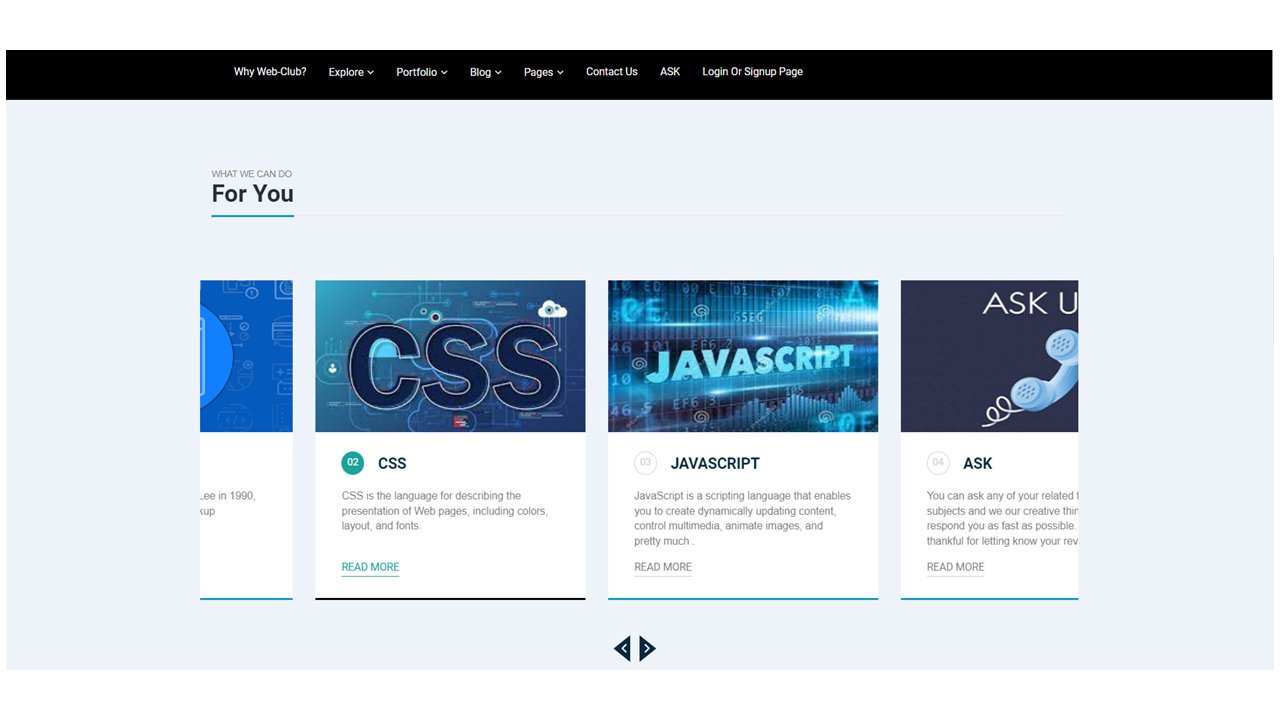 Why Web-Club? Explore Portfolio Blog Pages Contact Us ASK Login Or Signup Page
WHAT WE CAN DO
For You
Lee in 1990,
kup
CSS
02 CSS
CSS is the language for describing the
presentation of Web pages, including colors,
layout, and fonts.
READ MORE
JAVASCRIPT
03 JAVASCRIPT
JavaScript is a scripting language that enables
you to create dynamically updating content,
control multimedia, animate images, and
pretty much .
READ MORE
ASK U
04 ASK
You can ask any of your related
subjects and we our creative thin
respond you as fast as possible.
thankful for letting know your rev
READ MORE